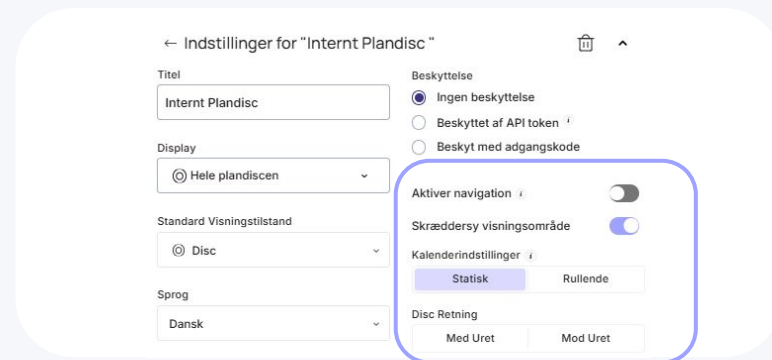 ← Indstillinger for "Internt Plandisc "
Titel
Internt Plandisc
Display
Hele plandiscen
Standard Visningstilstand
Disc
Sprog
Dansk
Beskyttelse
Ingen beskyttelse
Beskyttet af API token i
Beskyt med adgangskode
Aktiver navigation i
Skræddersy visningsområde
Kalenderindstillinger i
Statisk Rullende
Disc Retning
Med Uret Mod Uret